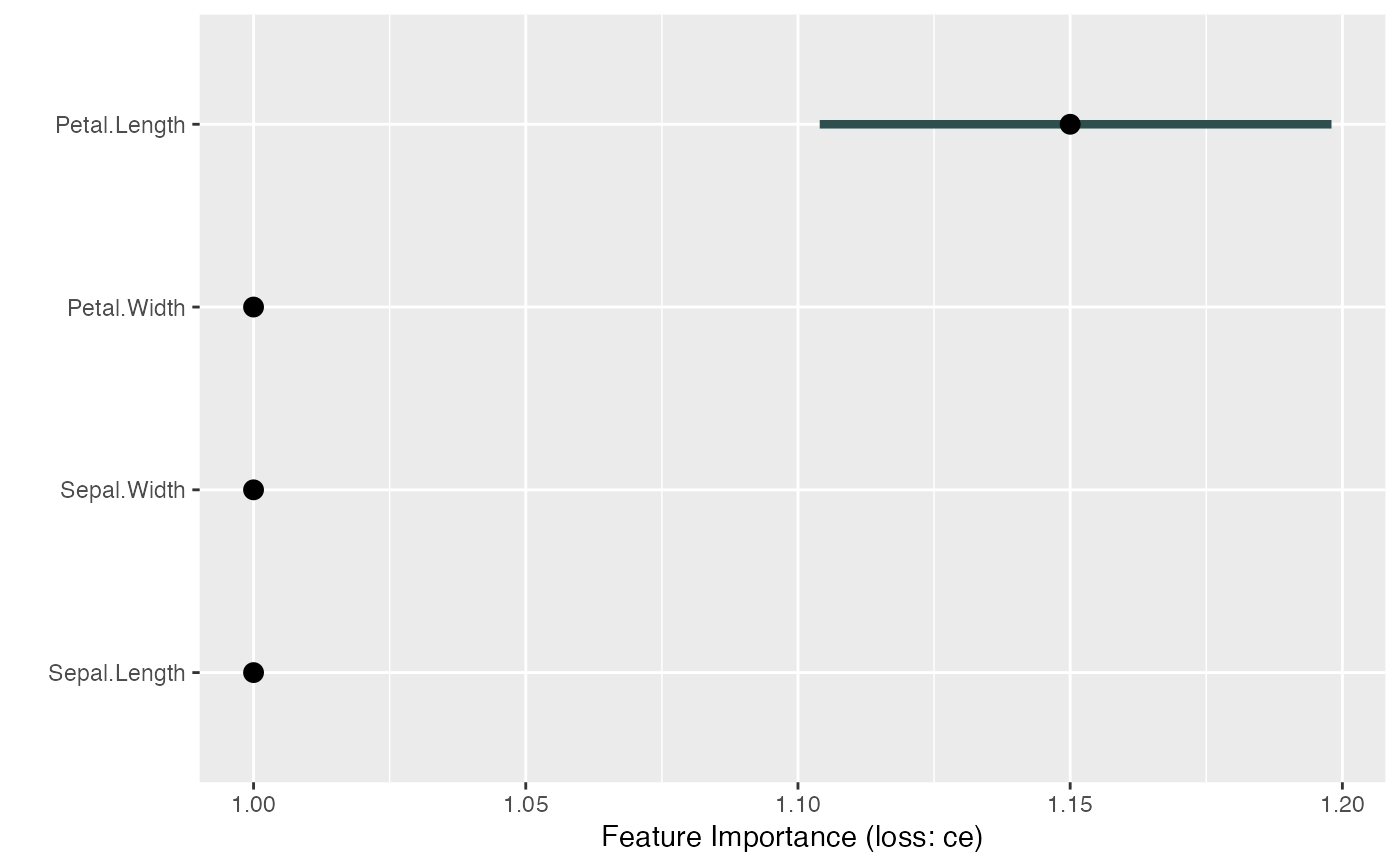 Petal.Length
Petal.Width
Sepal.Width
Sepal.Length
1.00 1.05 1.10 1.15 1.20
Feature Importance (loss: ce)